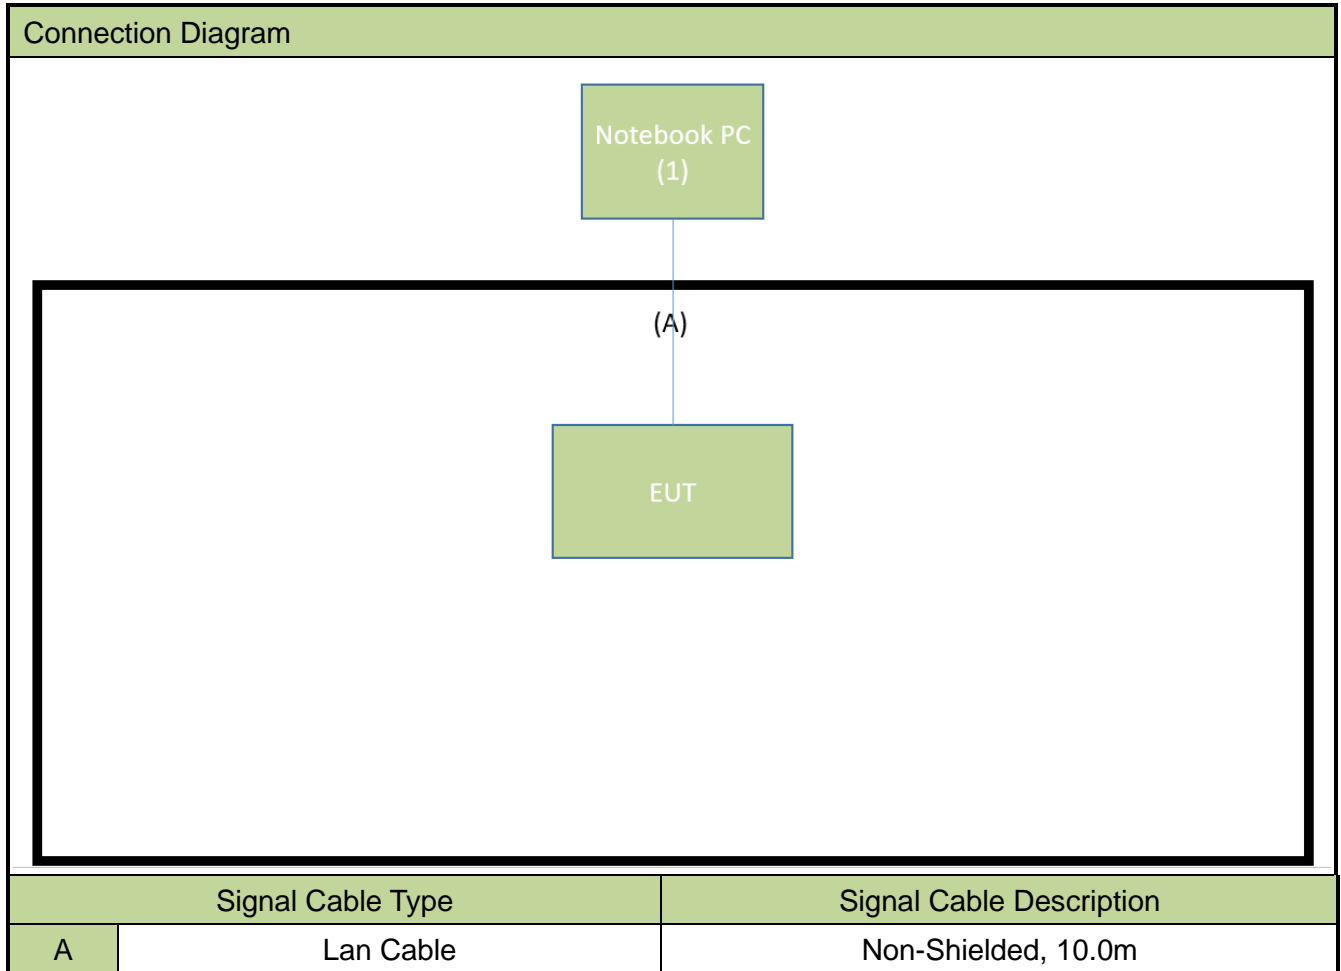 Connection Diagram
Notebook PC
(1)
(A)
EUT
Signal Cable Type Signal Cable Description
A Lan Cable Non-Shielded, 10.0m